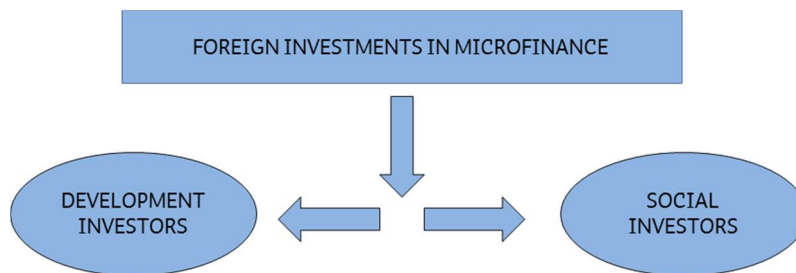 FOREIGN INVESTMENTS IN MICROFINANCE
DEVELOPMENT
INVESTORS
SOCIAL
INVESTORS